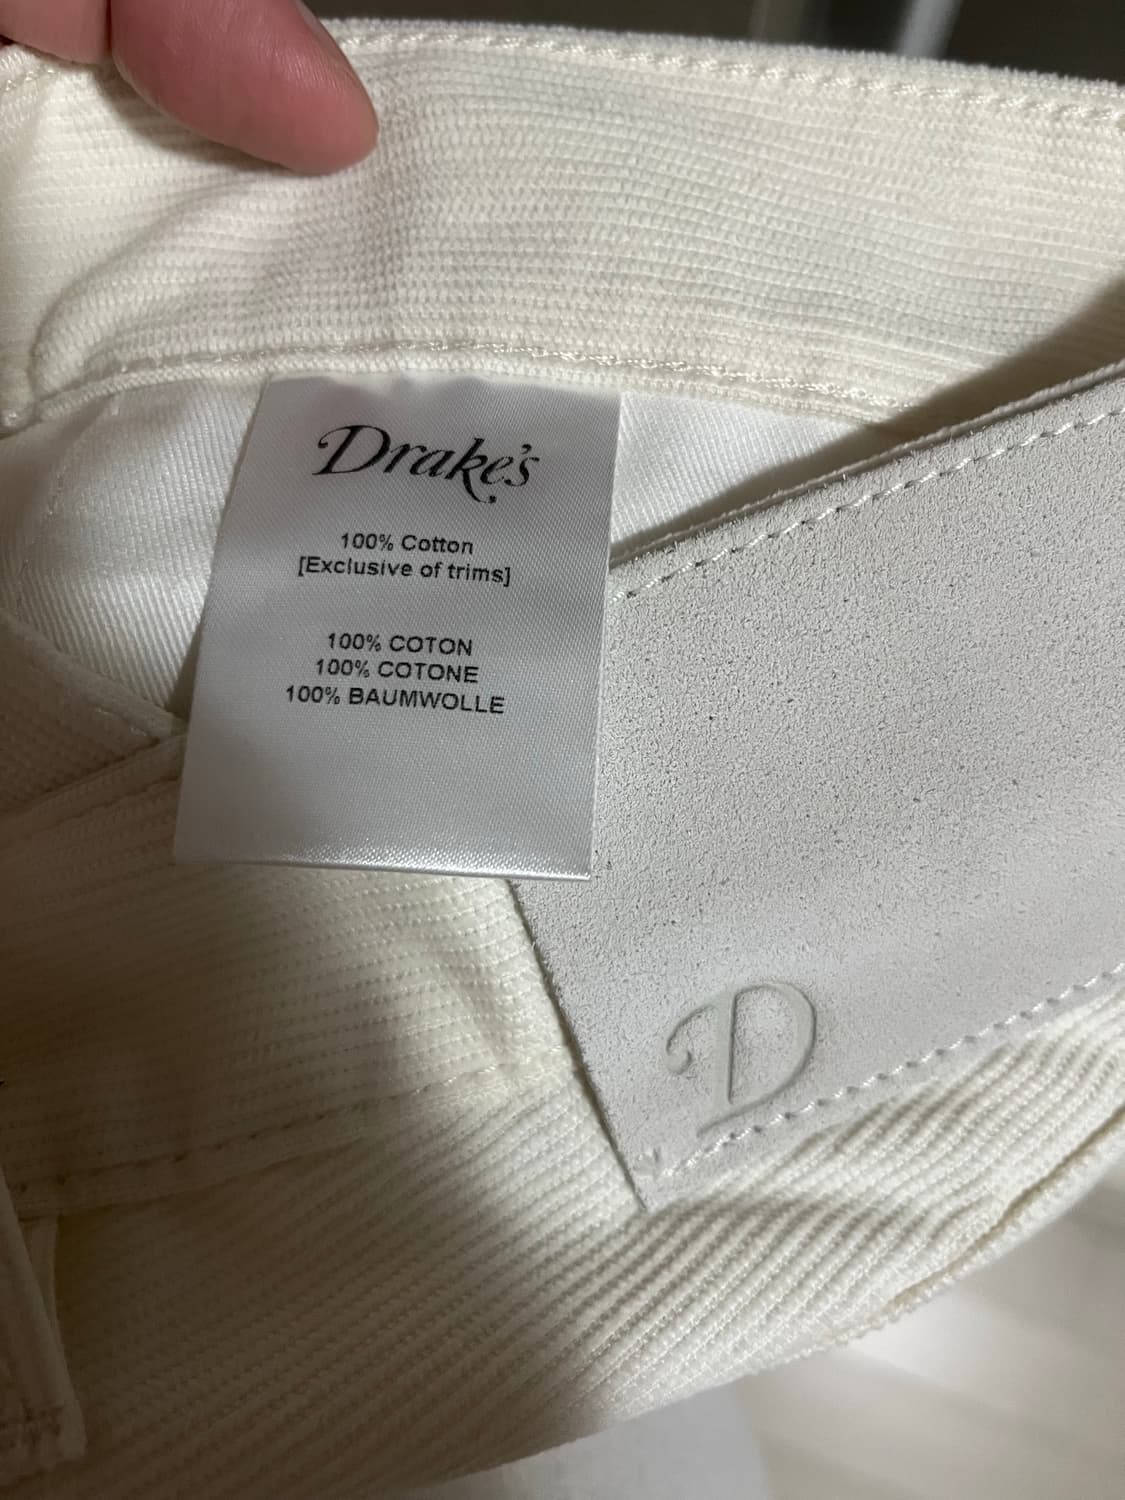 Drake's
100% Cotton
[Exclusive of trims]
100% COTON
100% COTONE
100% BAUMWOLLE
D